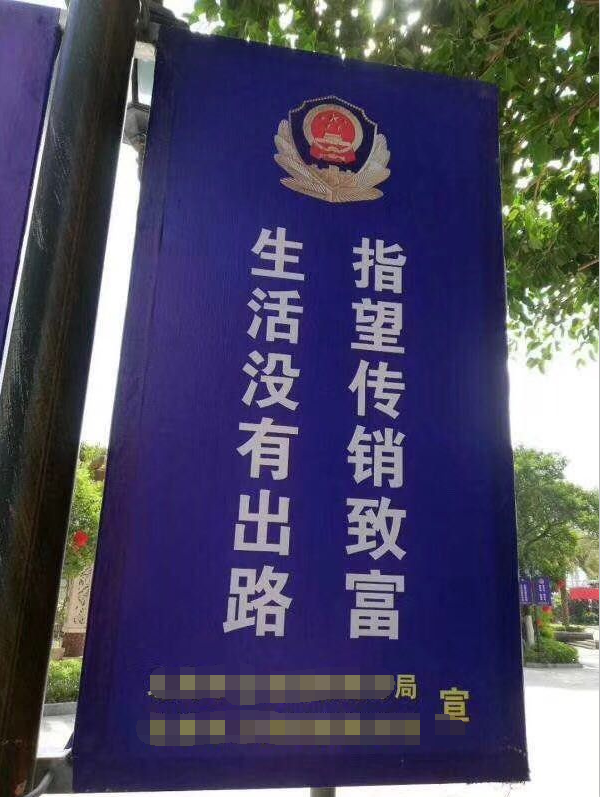 指望传销致富
生活没有出路
局 宣